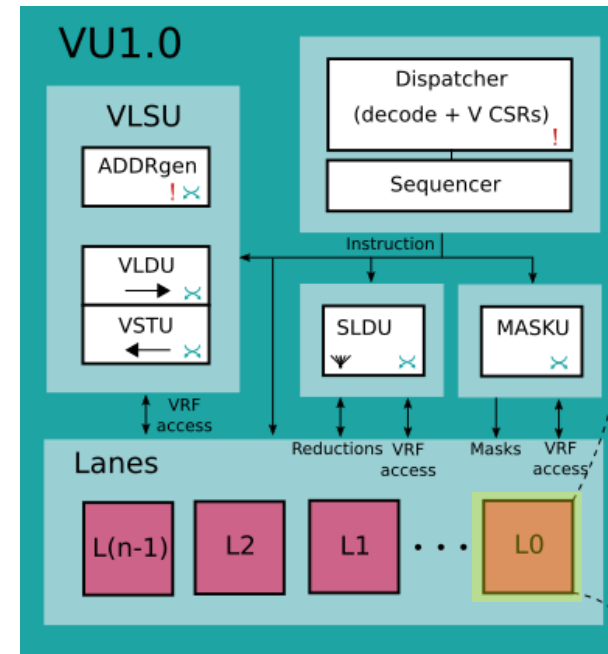 VU1.0
VLSU
ADDRgen
!
VLDU
VSTU
VRF
access
Dispatcher
(decode + V CSRs)
!
Sequencer
Instruction
SLDU
MASKU
Reductions
VRF
access
Masks
VRF
access
Lanes
L(n-1)
L2
L1
...
L0